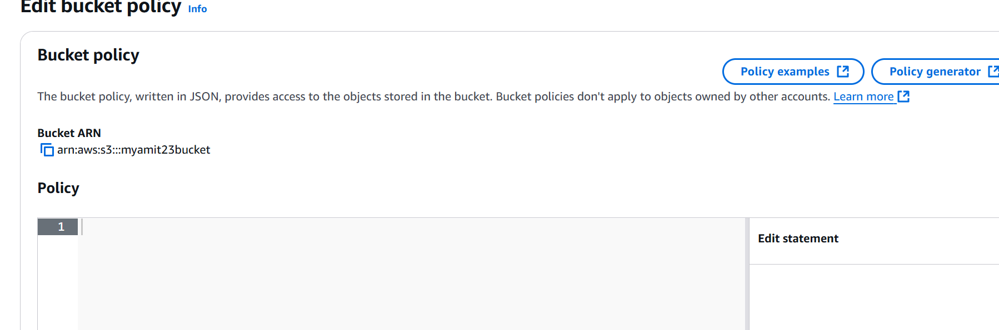 Edit bucket policy Info
Bucket policy
Policy examples
Policy generator
The bucket policy, written in JSON, provides access to the objects stored in the bucket. Bucket policies don't apply to objects owned by other accounts. Learn more
Bucket ARN
arn:aws:s3:::myamit23bucket
Policy
1
Edit statement